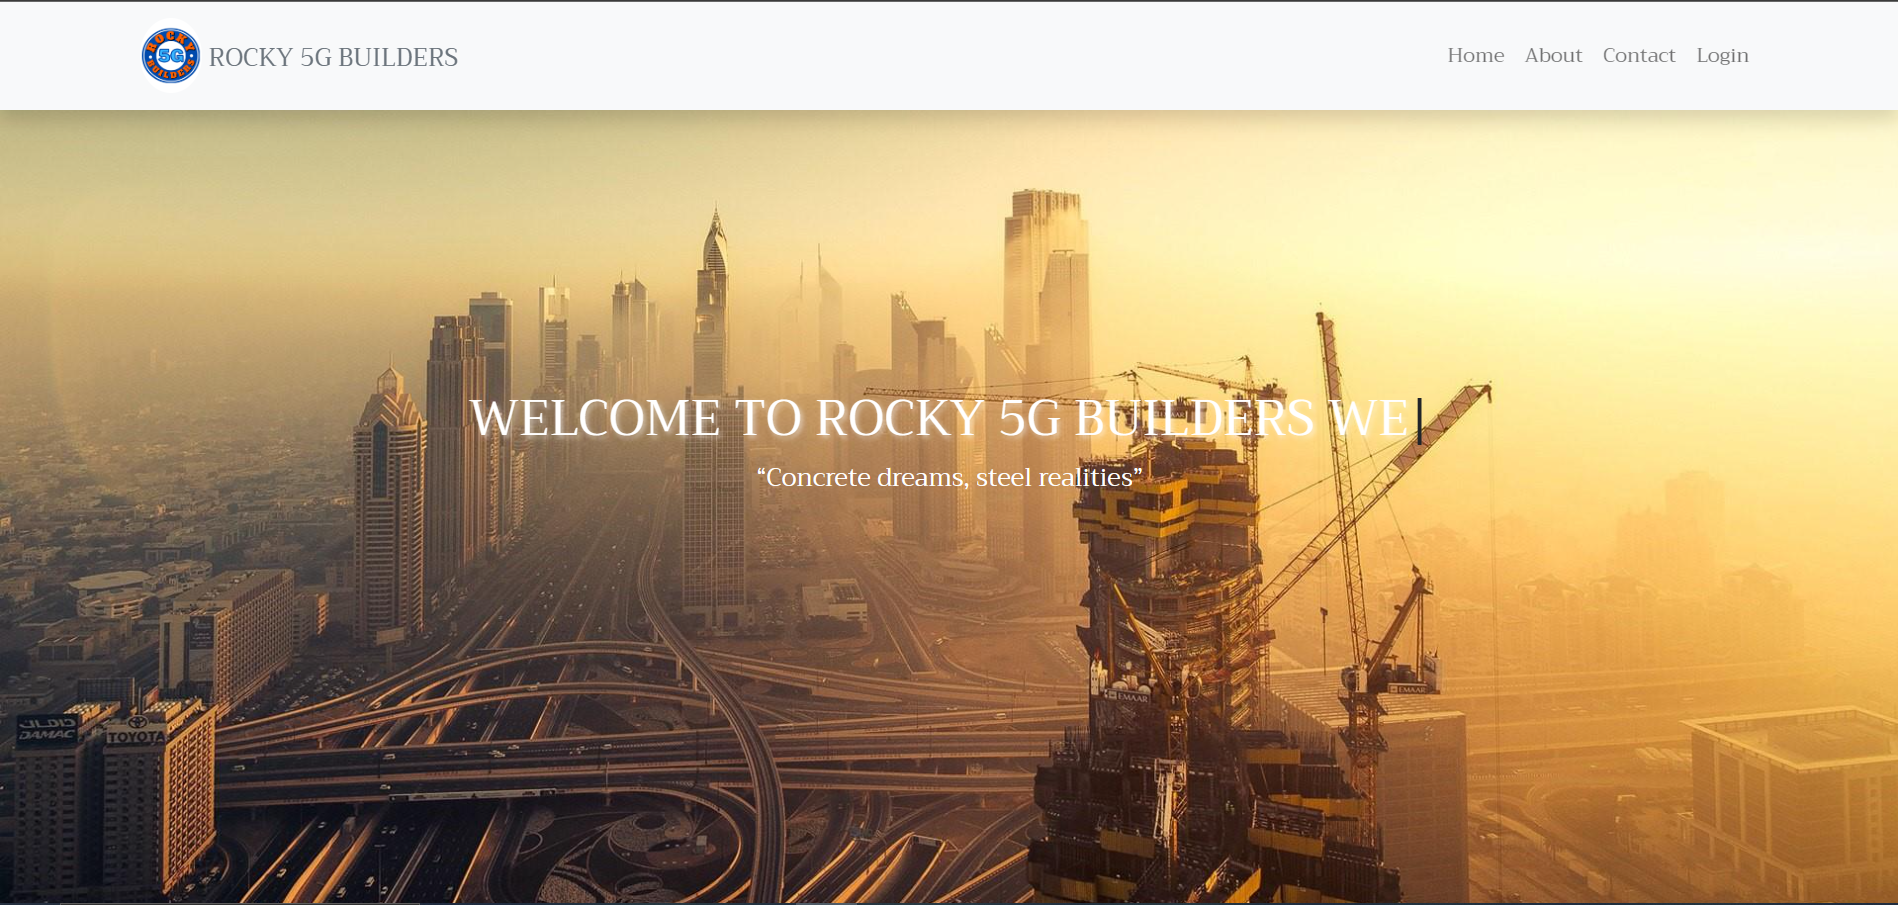 ROCKY
5G
BUILDERS
ROCKY 5G BUILDERS
Home About Contact Login
WELCOME TO ROCKY 5G BUILDERS WE
“Concrete dreams, steel realities”
EMAAR
EMAAR
DAMAC
TOYOTA